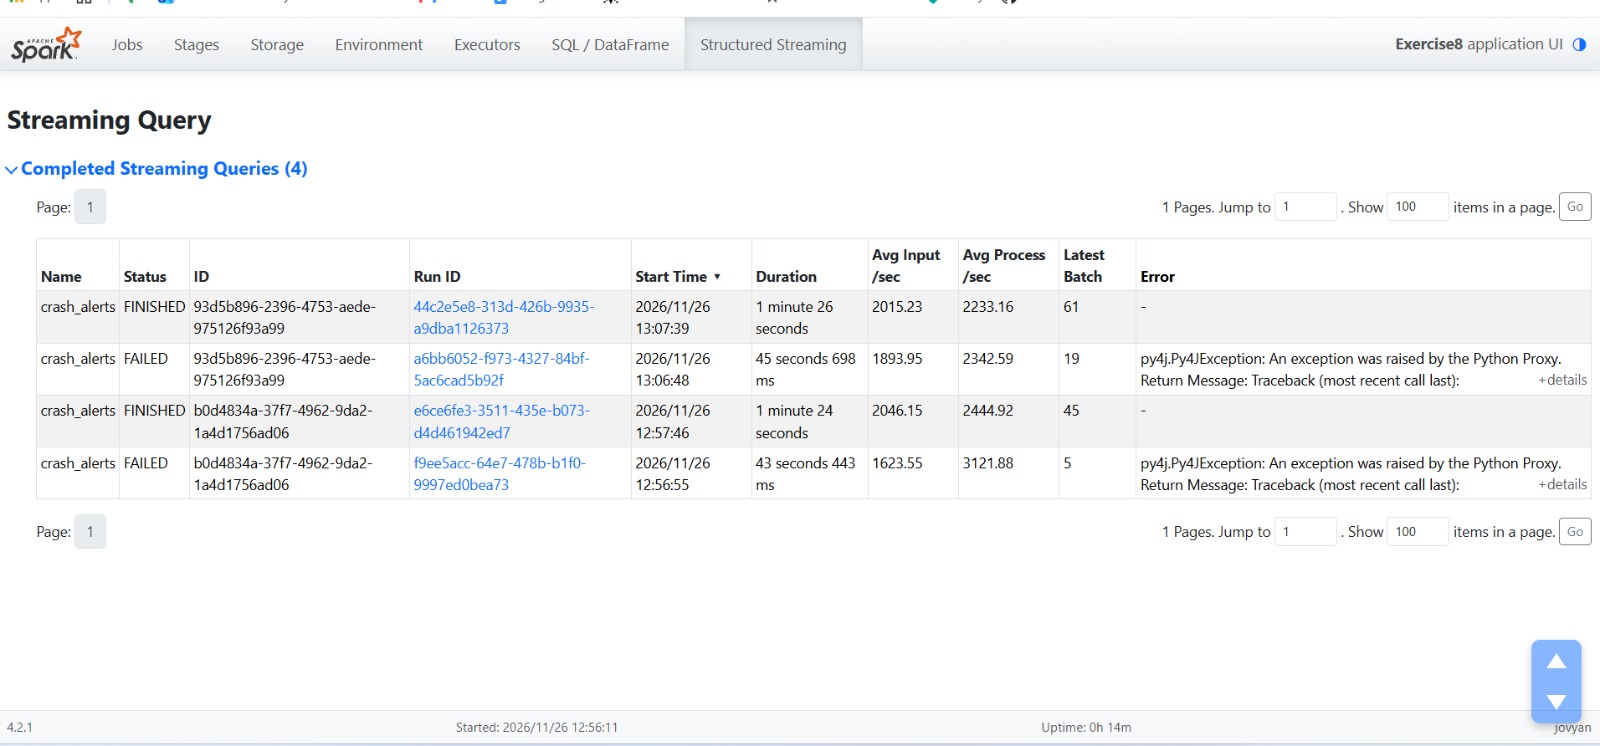 APACHE
Spark
Jobs Stages Storage Environment Executors SQL / DataFrame Structured Streaming Exercise8 application UI
Streaming Query
Completed Streaming Queries (4)
Page: 1 1 Pages. Jump to 1 . Show 100 items in a page. Go
Name Status ID Run ID Start Time ▼ Duration Avg Input /sec Avg Process /sec Latest Batch Error
crash_alerts FINISHED 93d5b896-2396-4753-aede- 44c2e5e8-313d-426b-9935- 2026/11/26 1 minute 26 2015.23 2233.16 61 -
975126f93a99 a9dba1126373 13:07:39 seconds
crash_alerts FAILED 93d5b896-2396-4753-aede- a6bb6052-f973-4327-84bf- 2026/11/26 45 seconds 698 1893.95 2342.59 19 py4j.Py4JException: An exception was raised by the Python Proxy.
975126f93a99 5ac6cad5b92f 13:06:48 ms Return Message: Traceback (most recent call last): +details
crash_alerts FINISHED b0d4834a-37f7-4962-9da2- e6ce6fe3-3511-435e-b073- 2026/11/26 1 minute 24 2046.15 2444.92 45 -
1a4d1756ad06 d4d461942ed7 12:57:46 seconds
crash_alerts FAILED b0d4834a-37f7-4962-9da2- f9ee5acc-64e7-478b-b1f0- 2026/11/26 43 seconds 443 1623.55 3121.88 5 py4j.Py4JException: An exception was raised by the Python Proxy.
1a4d1756ad06 9997ed0bea73 12:56:55 ms Return Message: Traceback (most recent call last): +details
Page: 1 1 Pages. Jump to 1 . Show 100 items in a page. Go
4.2.1 Started: 2026/11/26 12:56:11 Uptime: 0h 14m jovyan